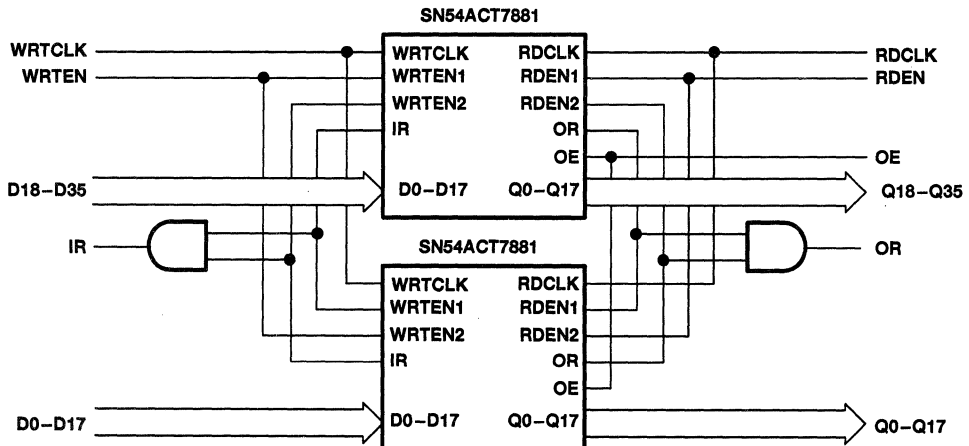 SN54ACT7881
WRTCLK WRTCLK RDCLK RDCLK
WRTEN WRTEN1 RDEN1 RDEN
WRTEN2 RDEN2
IR OR
OE OE
D18–D35 D0–D17 Q0–Q17 Q18–Q35
IR OR
SN54ACT7881
WRTCLK RDCLK
WRTEN1 RDEN1
WRTEN2 RDEN2
IR OR
OE
D0–D17 D0–D17 Q0–Q17 Q0–Q17